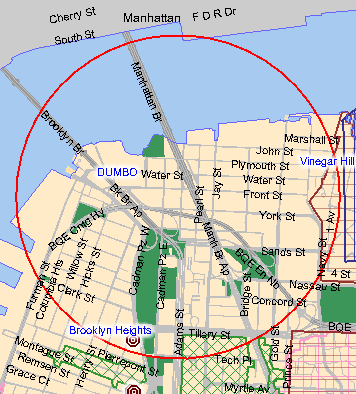 Cherry St
Manhattan
F D R Dr
South St
Manhattan Br
Brooklyn Br
Marshall St
John St
Vinegar Hill
Plymouth St
DUMBO
Water St
Water St
Front St
Bk Br Ap
Pearl St
Jay St
York St
1 Av
BQE Cmg Hy
Manh Br Ap
Sands St
Navy St
BQE En Ab
4 St
Willow St
Hicks St
Cadman Pz W
Cadman Pz E
Furman St
Columbia Hts
Clark St
Bridge St
Nassau St
Concord St
Brooklyn Heights
Adams St
Tillary St
Gold St
BQE
Montague St
Pierrepont St
Remsen St
Henry St
Tech Pl
Prince St
Grace Ct
Myrtle Av